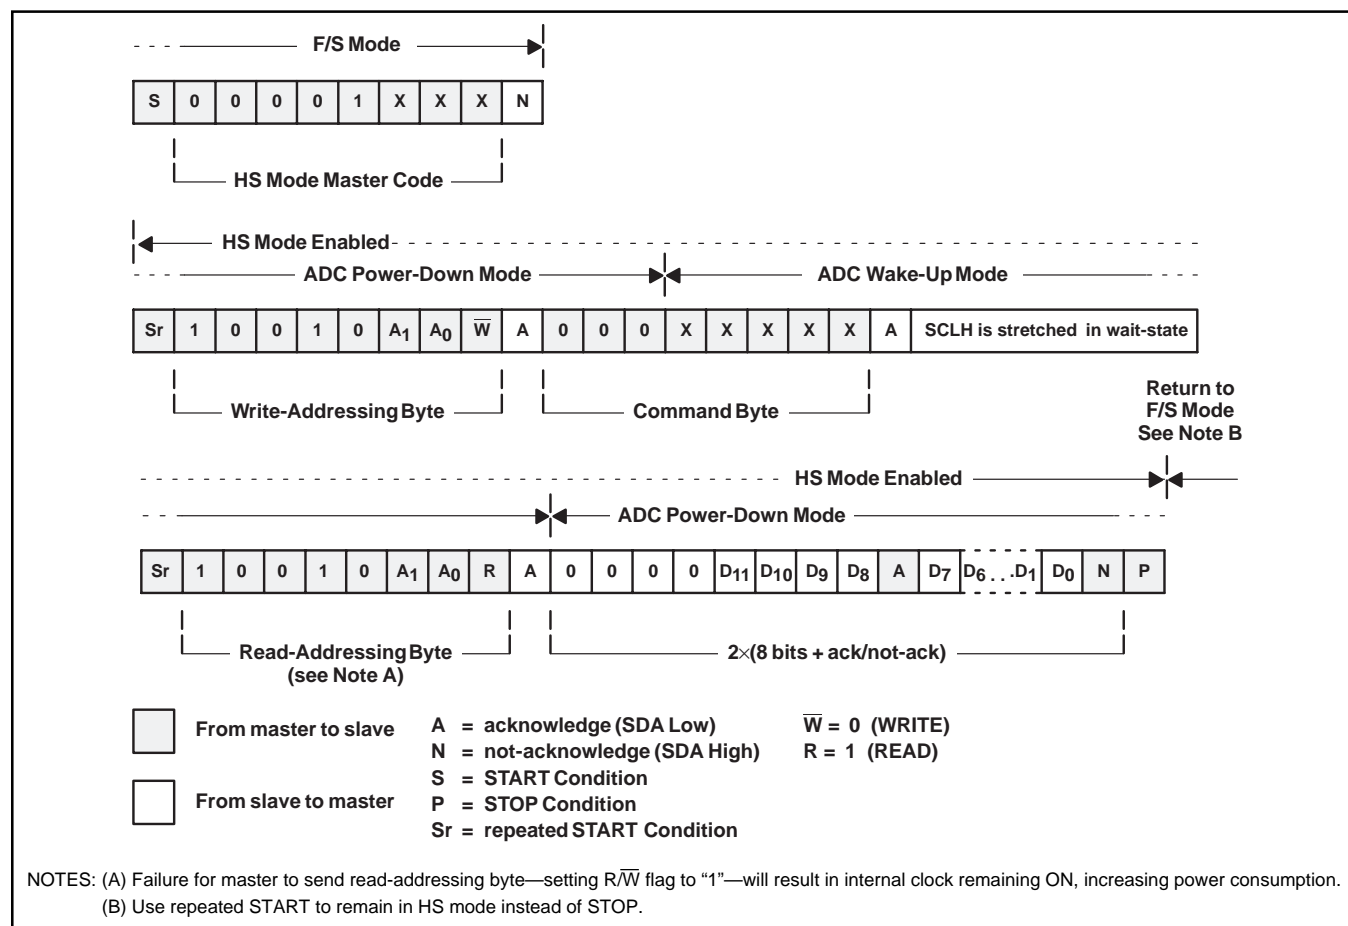 F/S Mode
S 0 0 0 0 1 X X X N
HS Mode Master Code
HS Mode Enabled
ADC Power-Down Mode ADC Wake-Up Mode
Sr 1 0 0 1 0 A1 A0 W̅ A 0 0 0 X X X X X A SCLH is stretched in wait-state
Write-Addressing Byte Command Byte
Return to
F/S Mode
See Note B
HS Mode Enabled
ADC Power-Down Mode
Sr 1 0 0 1 0 A1 A0 R A 0 0 0 0 D11 D10 D9 D8 A D7 D6 . . .D1 D0 N P
Read-Addressing Byte 2×(8 bits + ack/not-ack)
(see Note A)
From master to slave
From slave to master
A = acknowledge (SDA Low)
N = not-acknowledge (SDA High)
S = START Condition
P = STOP Condition
Sr = repeated START Condition
W̅ = 0 (WRITE)
R = 1 (READ)
NOTES: (A) Failure for master to send read-addressing byte—setting R/W̅ flag to “1”—will result in internal clock remaining ON, increasing power consumption.
(B) Use repeated START to remain in HS mode instead of STOP.